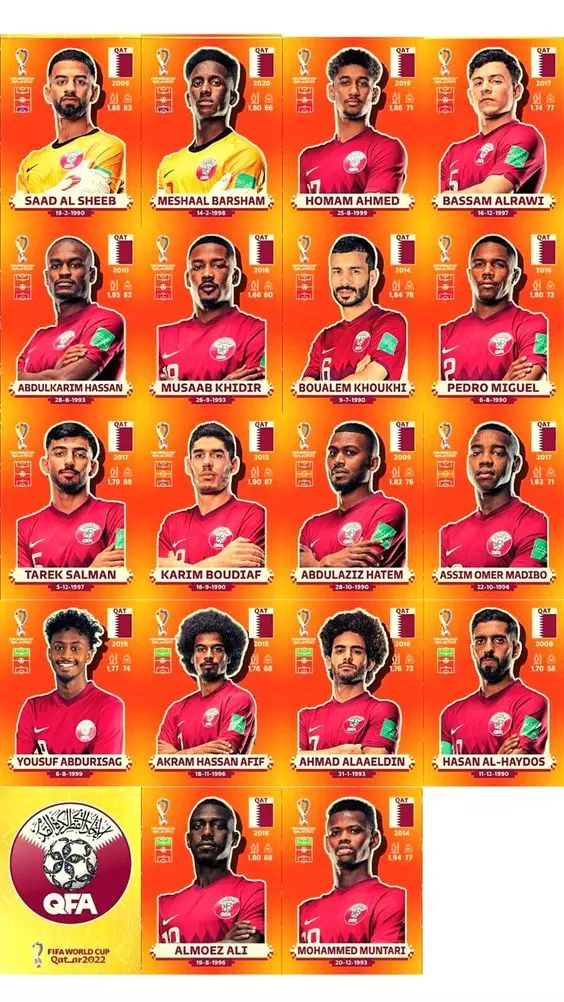 QAT
2009
1,88 83
SAAD AL SHEEB
19-2-1990
QAT
2020
1,80 66
MESHAAL BARSHAM
14-2-1998
QAT
2019
1,86 71
HOMAM AHMED
25-8-1999
QAT
2017
1,74 77
BASSAM ALRAWI
16-12-1997
QAT
2010
1,85 82
ABDULKARIM HASSAN
28-8-1993
QAT
1,66 60
MUSAAB KHIDIR
26-9-1993
QAT
2014
1,84 78
BOUALEM KHOUKHI
9-7-1990
QAT
2016
1,80 73
PEDRO MIGUEL
6-8-1990
QAT
2017
1,79 69
TAREK SALMAN
5-12-1997
QAT
2013
1,90 87
KARIM BOUDIAF
16-9-1990
QAT
2009
1,82 76
ABDULAZIZ HATEM
28-10-1990
QAT
2017
1,63 71
ASSIM OMER MADIBO
22-10-1996
QAT
2019
1,77 74
YOUSUF ABDURISAG
6-8-1999
QAT
2015
1,76 68
AKRAM HASSAN AFIF
18-11-1996
QAT
2016
1,76 73
AHMAD ALAAELDIN
31-1-1993
QAT
2008
1,70 58
HASAN AL-HAYDOS
11-12-1990
QFA
FIFA WORLD CUP
Qatar2022
QAT
1,80 68
ALMOEZ ALI
19-8-1996
QAT
2014
1,94 77
MOHAMMED MUNTARI
20-12-1993